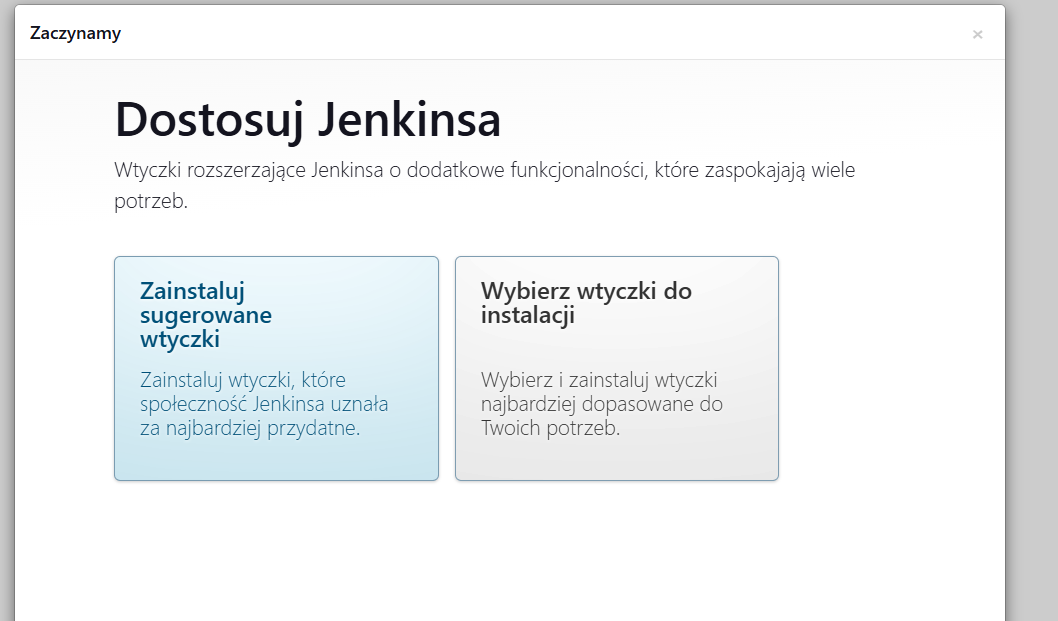 Zaczynamy
×
Dostosuj Jenkinsa
Wtyczki rozszerzające Jenkinsa o dodatkowe funkcjonalności, które zaspokajają wiele
potrzeb.
Zainstaluj
sugerowane
wtyczki
Zainstaluj wtyczki, które
społeczność Jenkinsa uznała
za najbardziej przydatne.
Wybierz wtyczki do
instalacji
Wybierz i zainstaluj wtyczki
najbardziej dopasowane do
Twoich potrzeb.